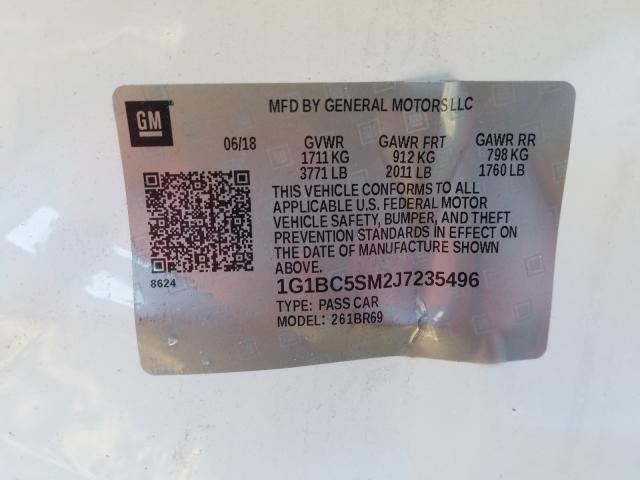 MFD BY GENERAL MOTORS LLC
GM
06/18 GVWR GAWR FRT GAWR RR
1711 KG 912 KG 798 KG
3771 LB 2011 LB 1760 LB
THIS VEHICLE CONFORMS TO ALL
APPLICABLE U.S. FEDERAL MOTOR
VEHICLE SAFETY, BUMPER, AND THEFT
PREVENTION STANDARDS IN EFFECT ON
THE DATE OF MANUFACTURE SHOWN
ABOVE.
8624
1G1BC5SM2J7235496
TYPE: PASS CAR
MODEL: 261BR69